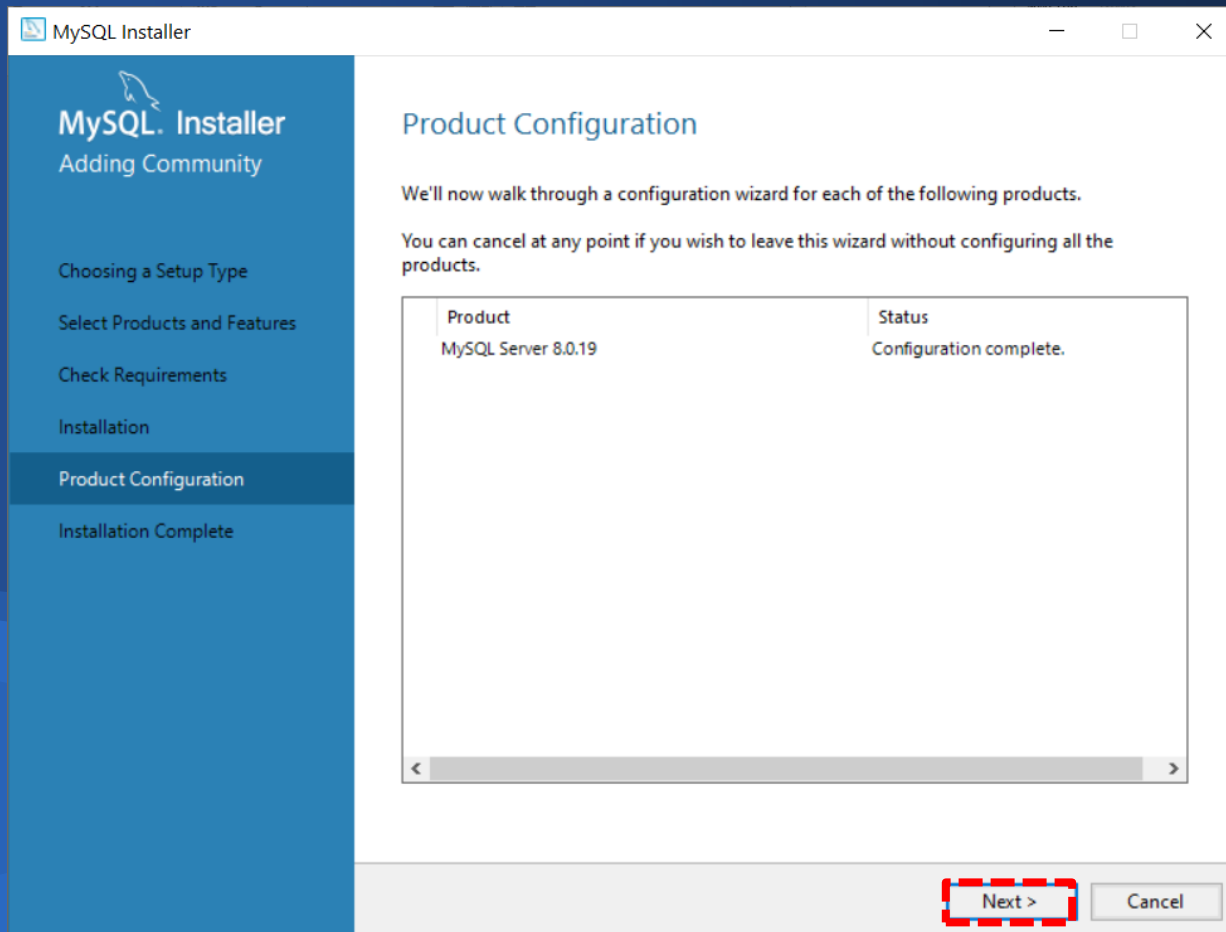 MySQL Installer
MySQL. Installer
Adding Community
Choosing a Setup Type
Select Products and Features
Check Requirements
Installation
Product Configuration
Installation Complete
Product Configuration
We'll now walk through a configuration wizard for each of the following products.
You can cancel at any point if you wish to leave this wizard without configuring all the
products.
Product Status
MySQL Server 8.0.19 Configuration complete.
Next > Cancel